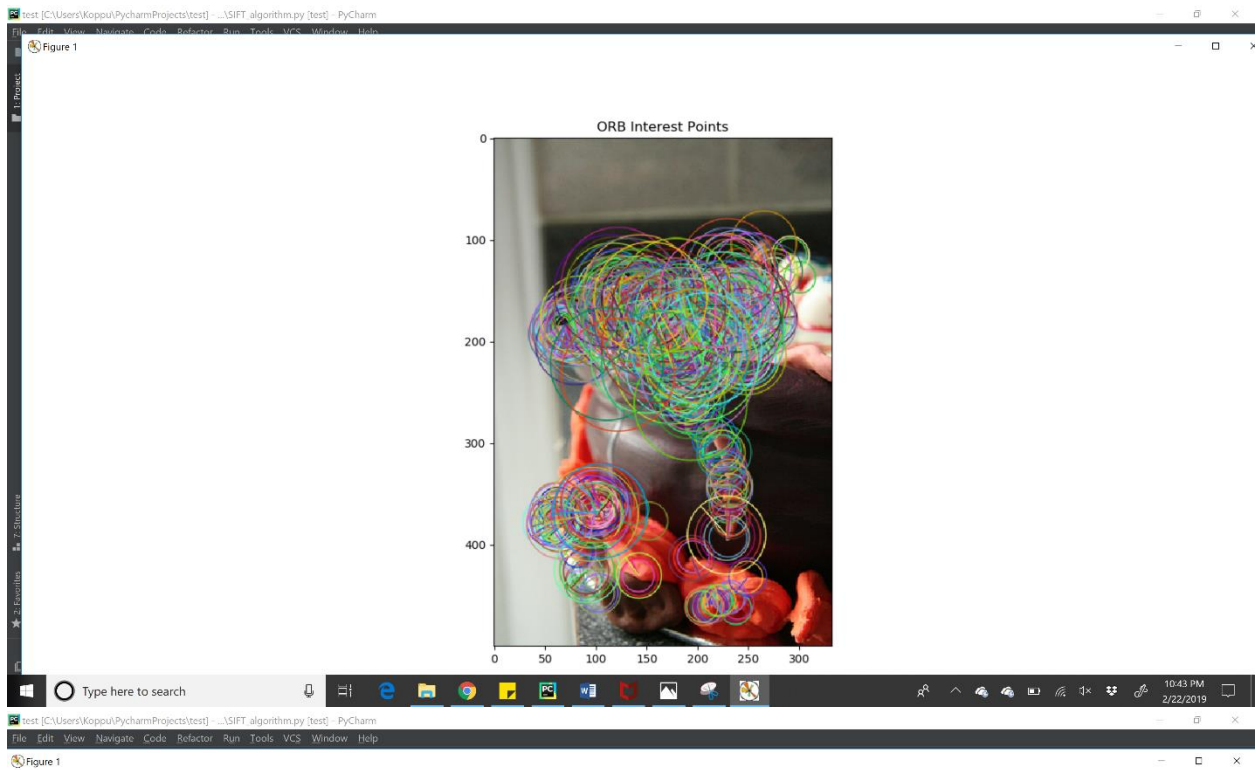 test [C:\Users\Koppu\PycharmProjects\test] - ...\SIFT_algorithm.py [test] - PyCharm
File Edit View Navigate Code Refactor Run Tools VCS Window Help
Figure 1
1: Project
ORB Interest Points
0
100
200
300
400
0 50 100 150 200 250 300
7: Structure
2: Favorites
Type here to search
10:43 PM
2/22/2019
test [C:\Users\Koppu\PycharmProjects\test] - ...\SIFT_algorithm.py [test] - PyCharm
File Edit View Navigate Code Refactor Run Tools VCS Window Help
Figure 1